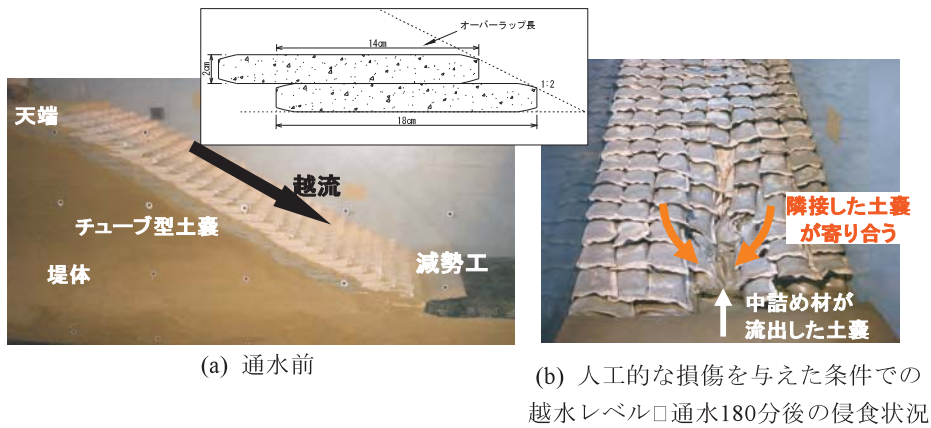 オーバーラップ長
14cm
2cm
1:2
18cm
天端
越流
チューブ型土嚢
堤体
減勢工
隣接した土嚢
が寄り合う
中詰め材が
流出した土嚢
(a) 通水前
(b) 人工的な損傷を与えた条件での
越水レベル□通水180分後の侵食状況